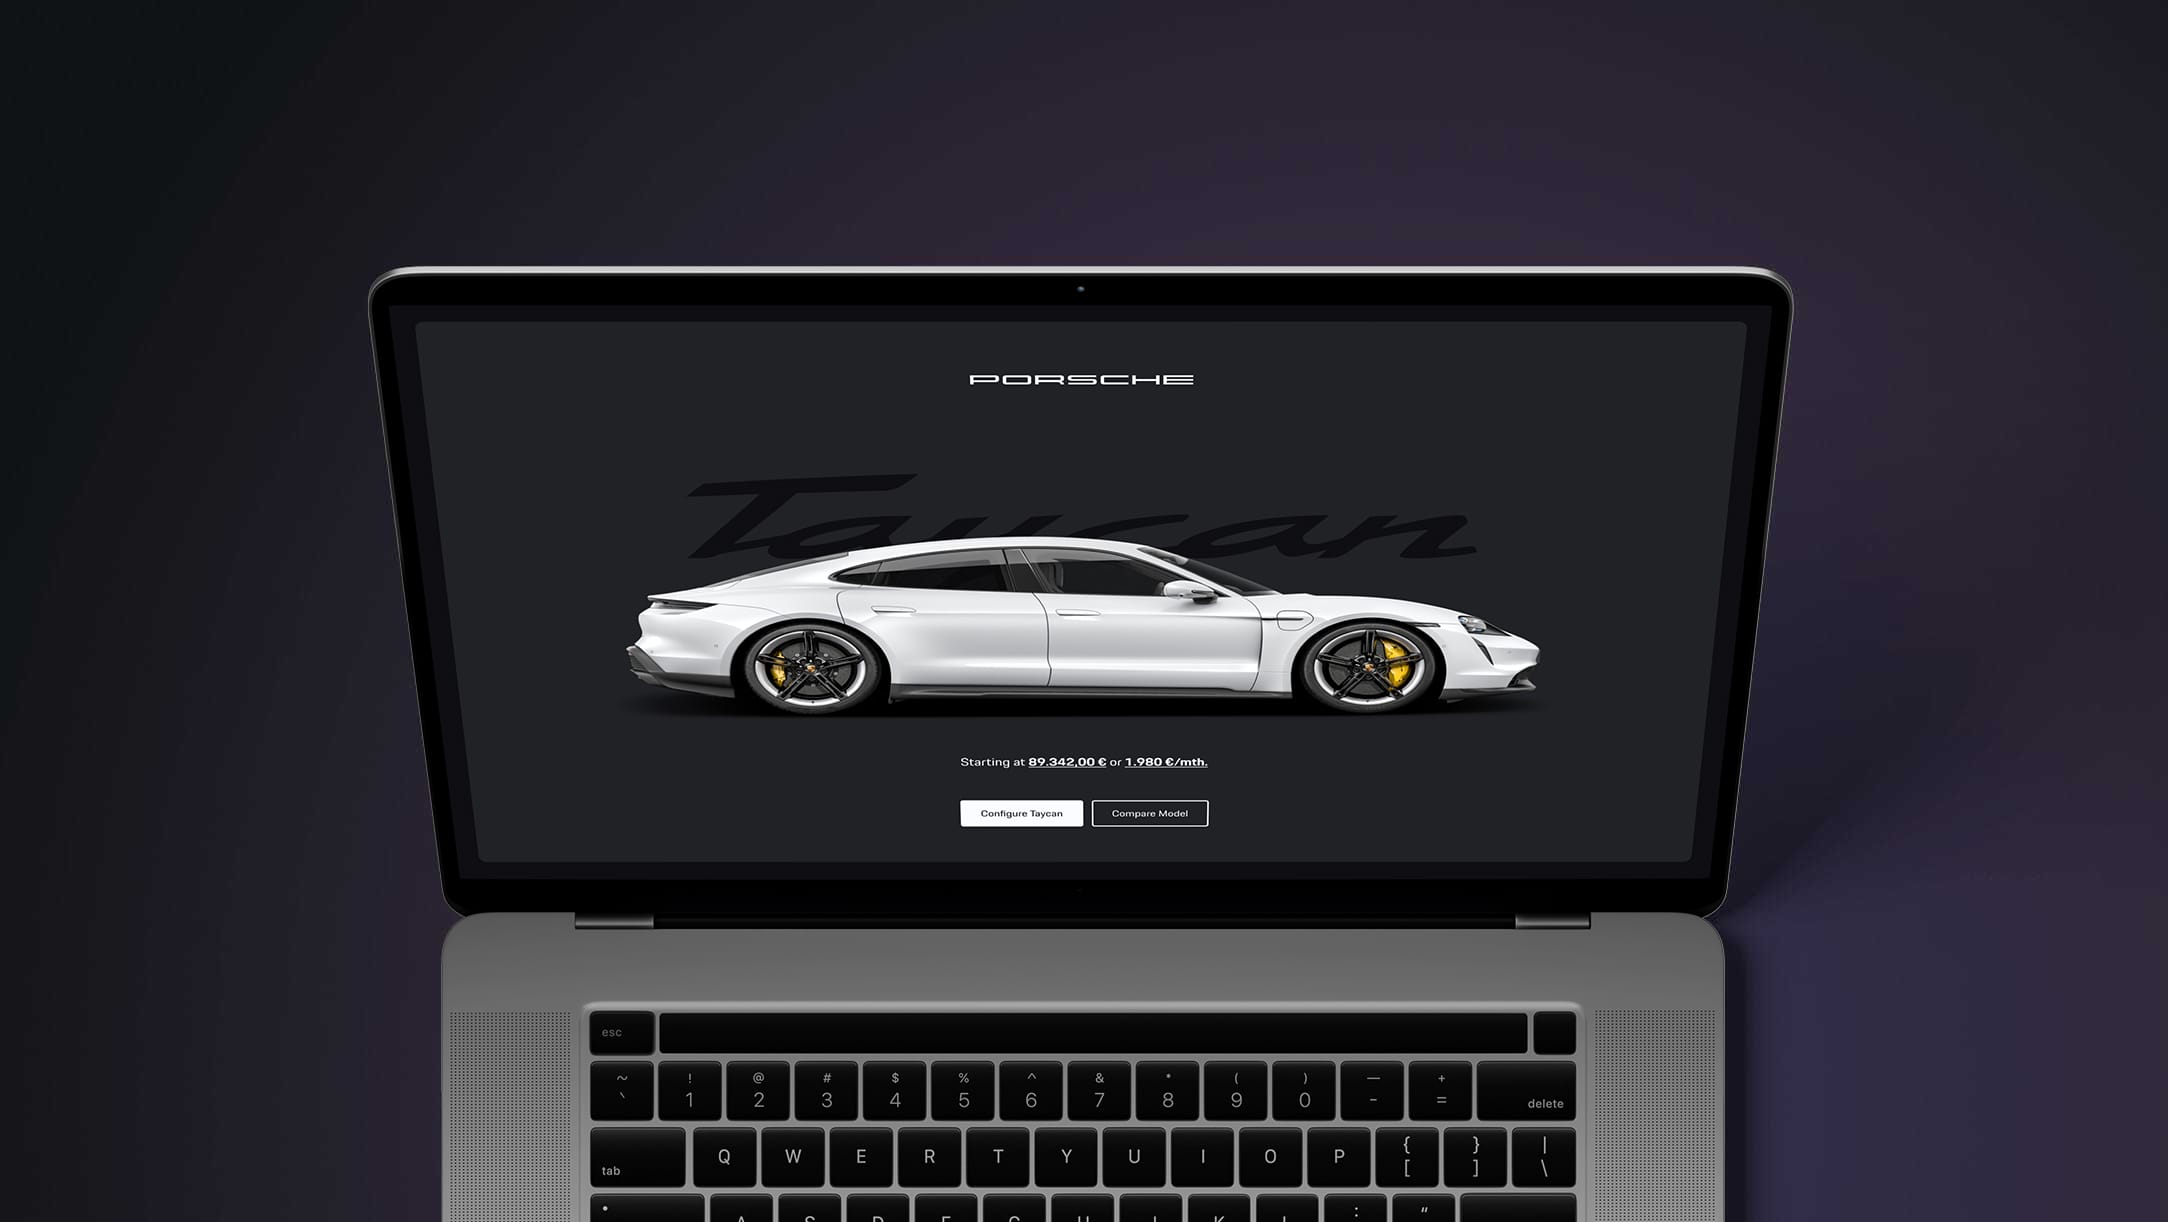 PORSCHE
Taycan
Starting at 89.342,00 € or 1.980 €/mth.
Configure Taycan
Compare Model
esc
~ ! @ # $ % ^ & * ( ) — +
` 1 2 3 4 5 6 7 8 9 0 - = delete
{ } |
tab Q W E R T Y U I O P [ ] \
A S D F G H J K L : “